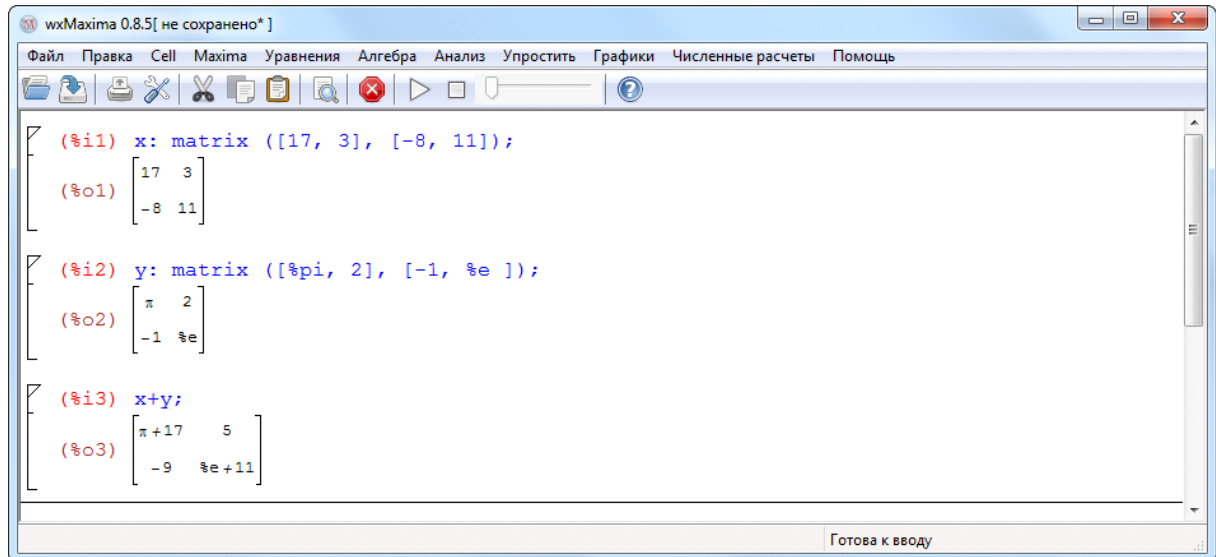 wxMaxima 0.8.5[ не сохранено* ]
Файл Правка Cell Maxima Уравнения Алгебра Анализ Упростить Графики Численные расчеты Помощь
(%i1) x: matrix ([17, 3], [-8, 11]);
(%o1) [17 3
-8 11]
(%i2) y: matrix ([%pi, 2], [-1, %e ]);
(%o2) [π 2
-1 %e]
(%i3) x+y;
(%o3) [π+17 5
-9 %e+11]
Готова к вводу